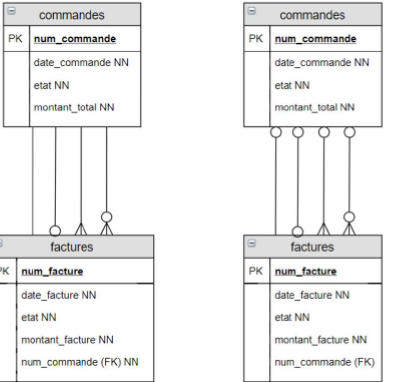 commandes
PK num_commande
date_commande NN
etat NN
montant_total NN
factures
PK num_facture
date_facture NN
etat NN
montant_facture NN
num_commande (FK) NN
commandes
PK num_commande
date_commande NN
etat NN
montant_total NN
factures
PK num_facture
date_facture NN
etat NN
montant_facture NN
num_commande (FK)